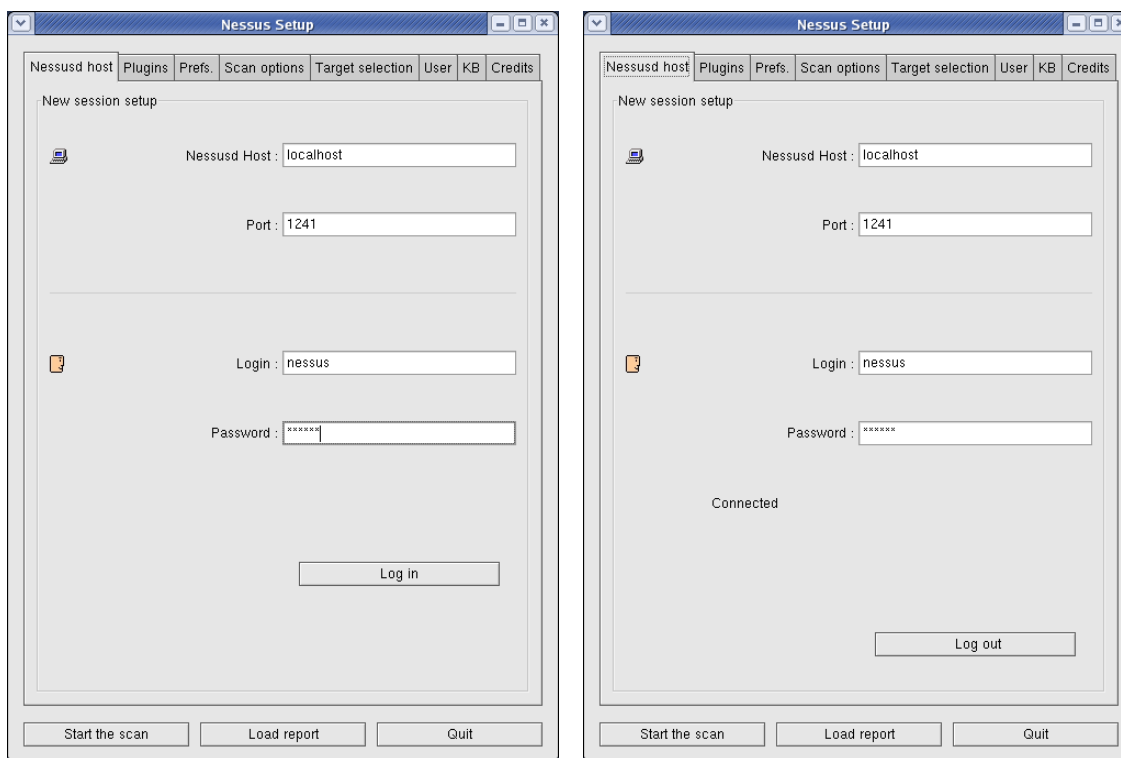 Nessus Setup
Nessusd host Plugins Prefs. Scan options Target selection User KB Credits
New session setup
Nessusd Host : localhost
Port : 1241
Login : nessus
Password : ******
Log in
Start the scan Load report Quit
Nessus Setup
Nessusd host Plugins Prefs. Scan options Target selection User KB Credits
New session setup
Nessusd Host : localhost
Port : 1241
Login : nessus
Password : ******
Connected
Log out
Start the scan Load report Quit